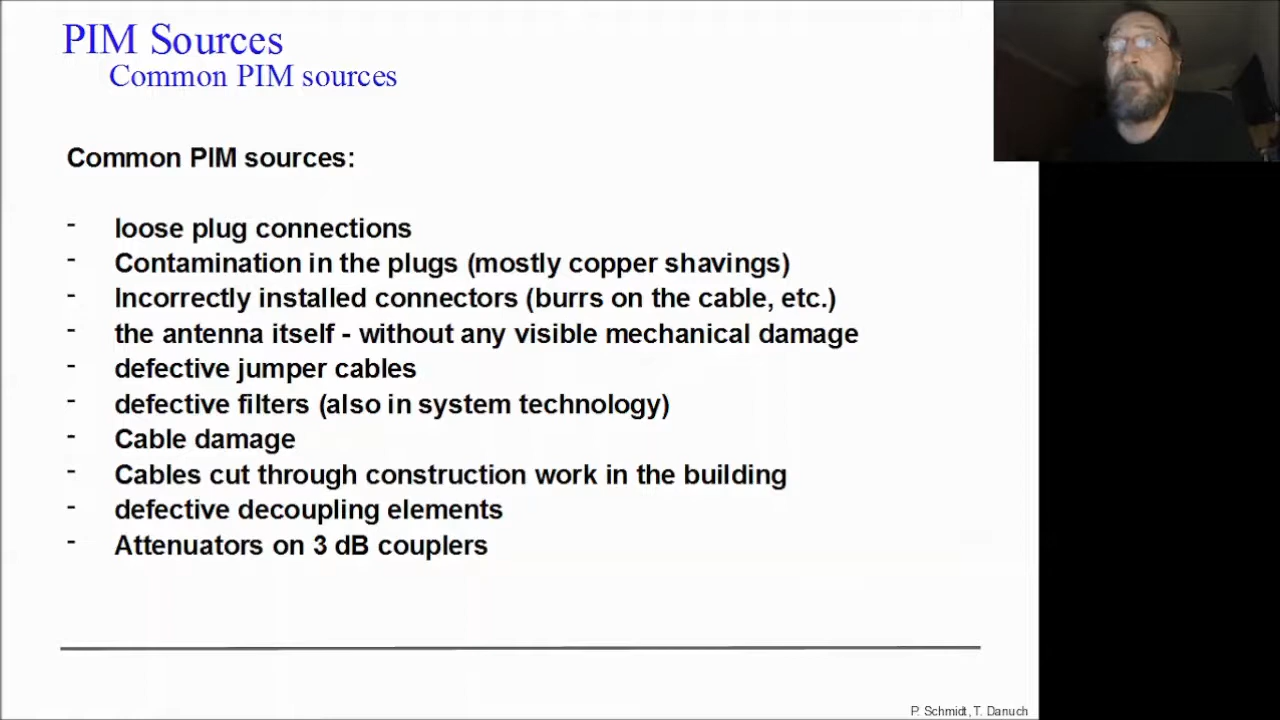 PIM Sources
Common PIM sources
Common PIM sources:
- loose plug connections
- Contamination in the plugs (mostly copper shavings)
- Incorrectly installed connectors (burrs on the cable, etc.)
- the antenna itself - without any visible mechanical damage
- defective jumper cables
- defective filters (also in system technology)
- Cable damage
- Cables cut through construction work in the building
- defective decoupling elements
- Attenuators on 3 dB couplers
P. Schmidt, T. Danuch